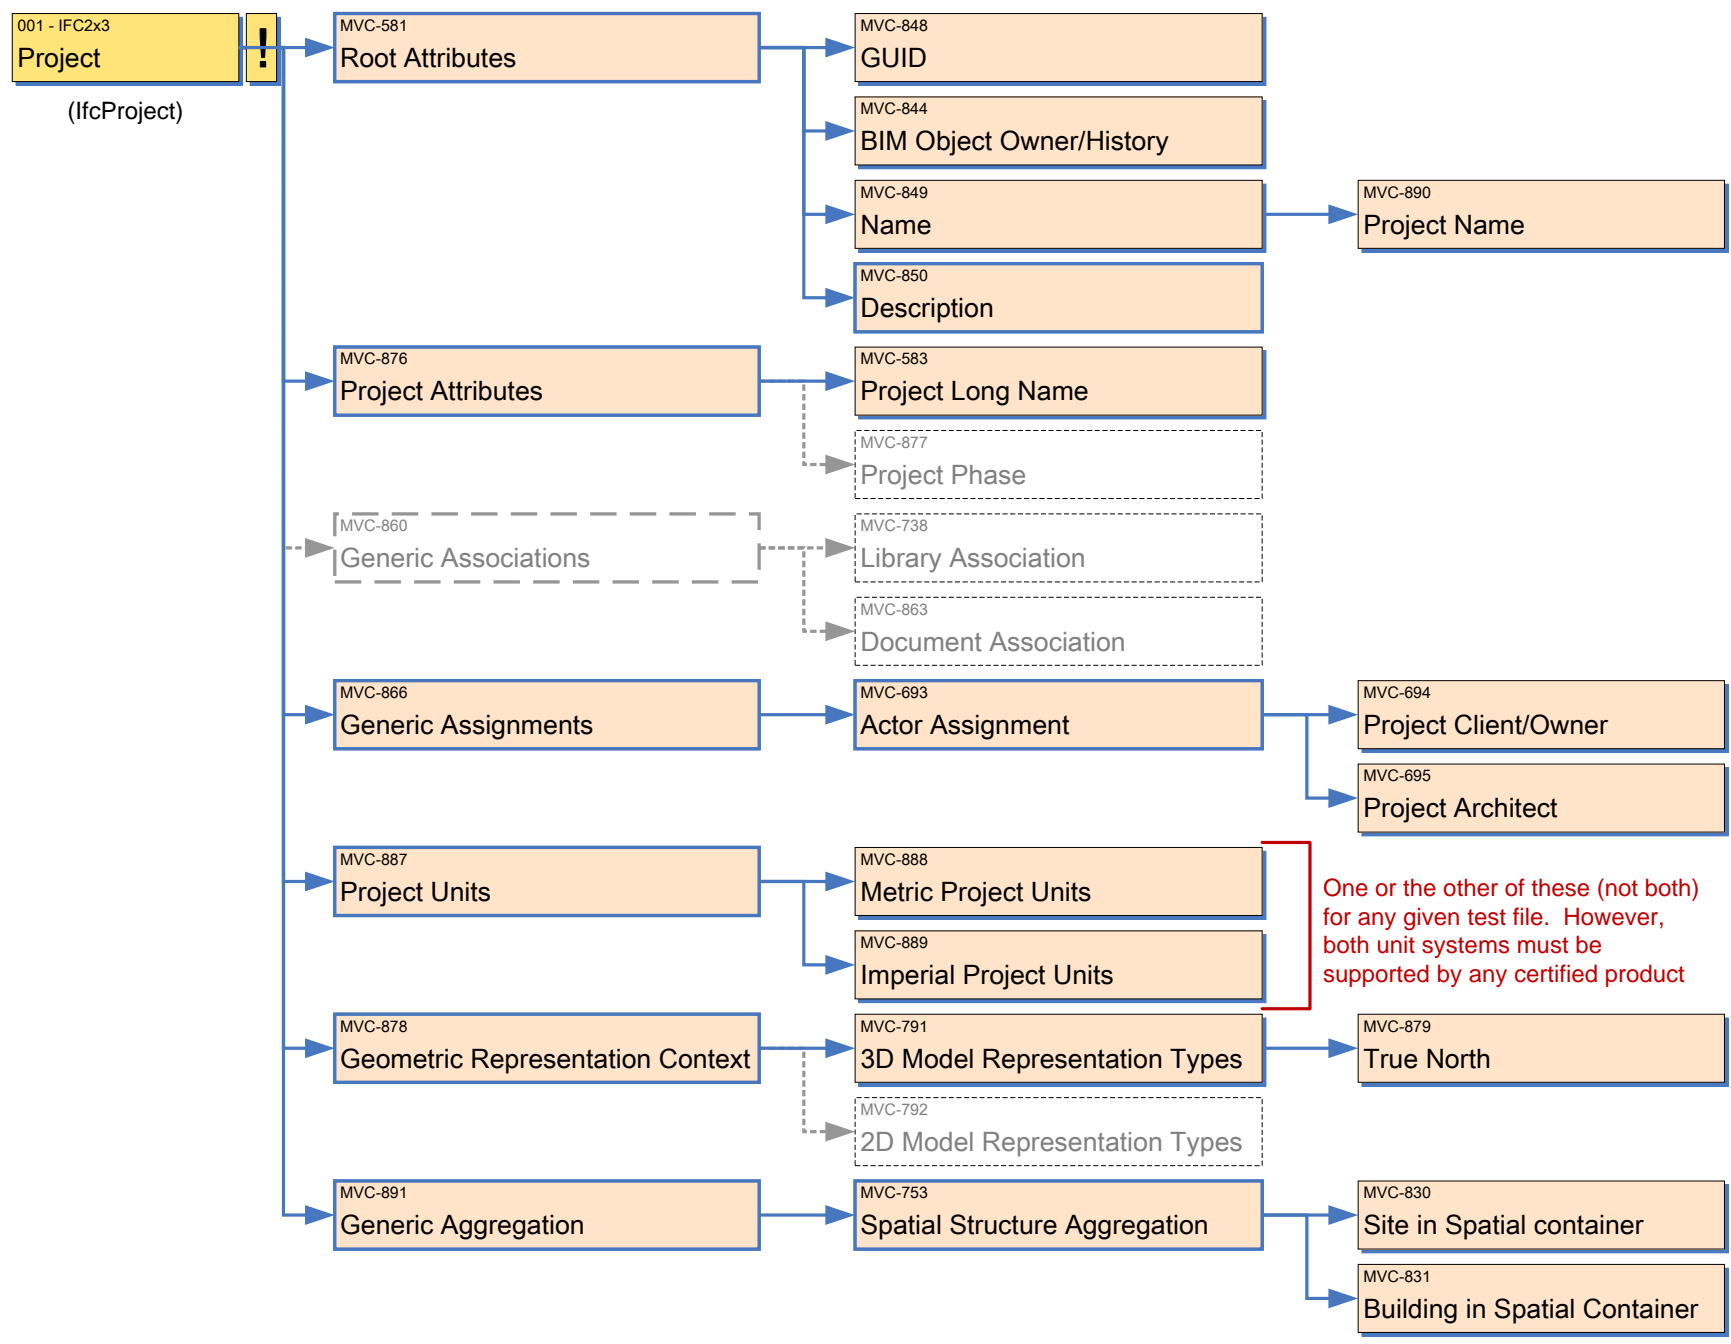 001 - IFC2x3
Project
!
(IfcProject)
MVC-581
Root Attributes
MVC-848
GUID
MVC-844
BIM Object Owner/History
MVC-849
Name
MVC-890
Project Name
MVC-850
Description
MVC-876
Project Attributes
MVC-583
Project Long Name
MVC-877
Project Phase
MVC-860
Generic Associations
MVC-738
Library Association
MVC-863
Document Association
MVC-866
Generic Assignments
MVC-693
Actor Assignment
MVC-694
Project Client/Owner
MVC-695
Project Architect
MVC-887
Project Units
MVC-888
Metric Project Units
MVC-889
Imperial Project Units
One or the other of these (not both)
for any given test file.  However,
both unit systems must be
supported by any certified product
MVC-878
Geometric Representation Context
MVC-791
3D Model Representation Types
MVC-879
True North
MVC-792
2D Model Representation Types
MVC-891
Generic Aggregation
MVC-753
Spatial Structure Aggregation
MVC-830
Site in Spatial container
MVC-831
Building in Spatial Container